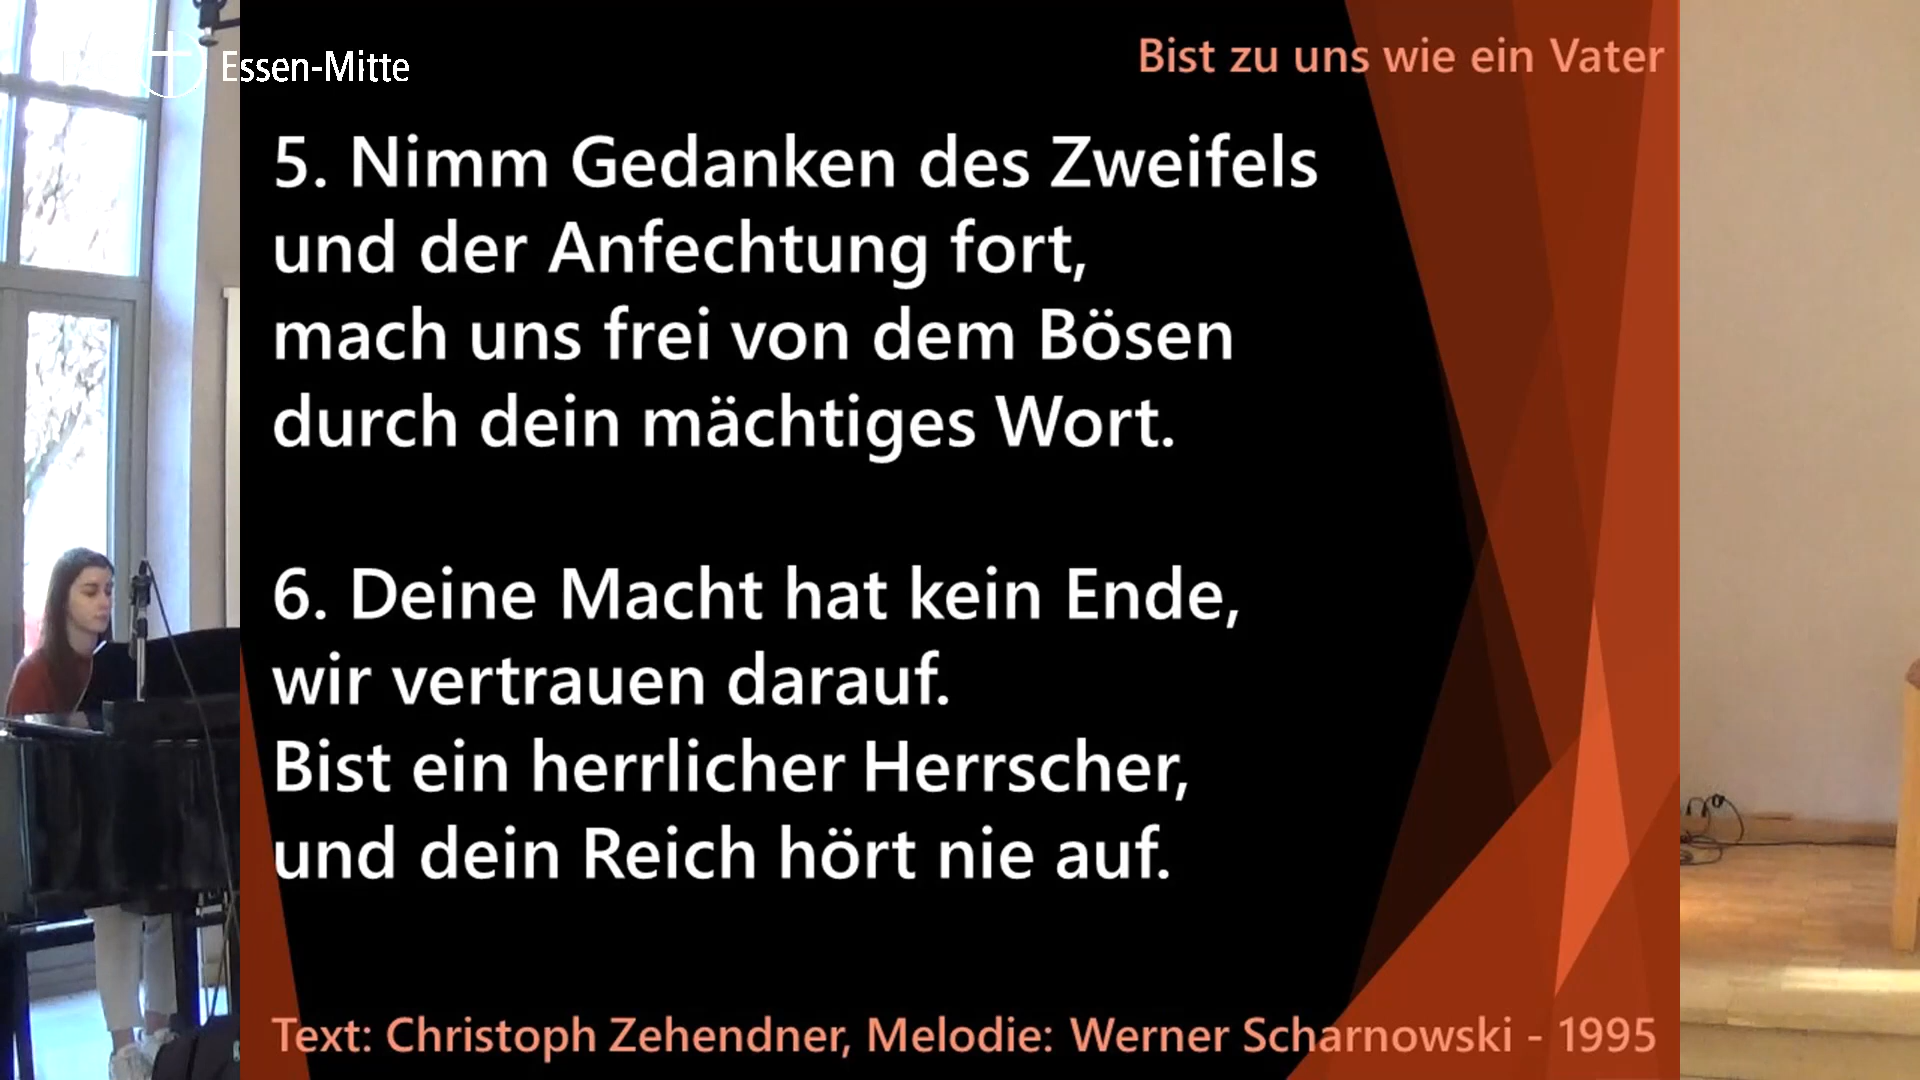 Essen-Mitte
Bist zu uns wie ein Vater
5. Nimm Gedanken des Zweifels
und der Anfechtung fort,
mach uns frei von dem Bösen
durch dein mächtiges Wort.
6. Deine Macht hat kein Ende,
wir vertrauen darauf.
Bist ein herrlicher Herrscher,
und dein Reich hört nie auf.
Text: Christoph Zehendner, Melodie: Werner Scharnowski - 1995